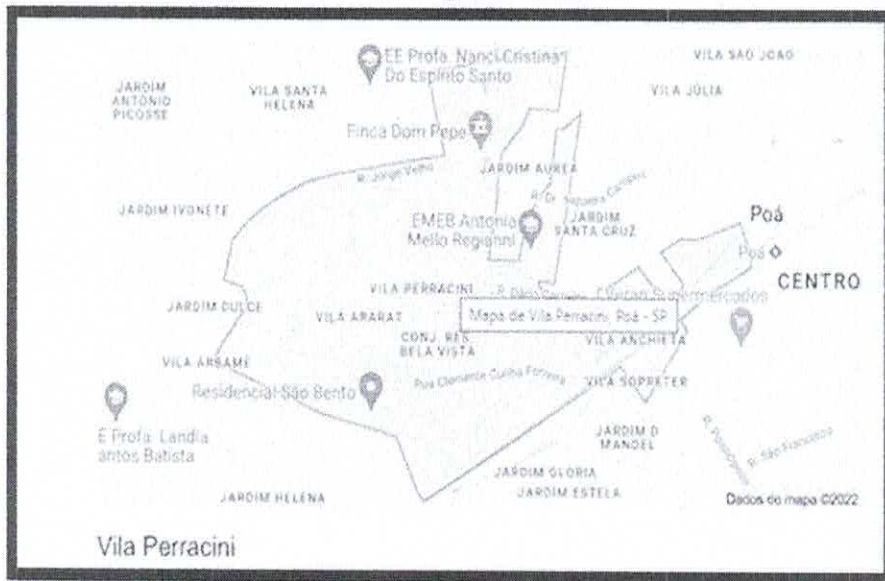 EE Profa. Nanci Cristina
Do Espírito Santo
VILA SÃO JOÃO
JARDIM
ANTÔNIO
PICOSSE
VILA SANTA
HELENA
VILA JÚLIA
Finca Dom Pepe
JARDIM ÁUREA
R. Jorge Velho
JARDIM IVONETE
EMEB Antonia
Mello Regianni
JARDIM
SANTA CRUZ
Poá
Poá
CENTRO
VILA PERRACINI
Supermercados
JARDIM DULCE
VILA ARARAT
Mapa de Vila Perracini, Poá - SP
CONJ. RES.
BELA VISTA
VILA ANCHIETA
VILA ARBAME
Rua Clemente Cunha Ferreira
VILA SOPRETER
Residencial São Bento
E Profa. Landia
antos Batista
JARDIM D
MANOEL
R. São Francisco
JARDIM GLORIA
JARDIM ESTELA
JARDIM HELENA
Dados do mapa ©2022
Vila Perracini